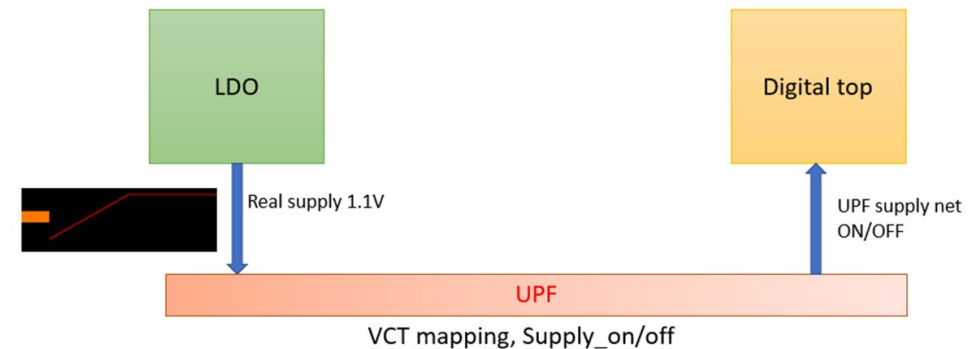 LDO
Digital top
Real supply 1.1V
UPF supply net
ON/OFF
UPF
VCT mapping, Supply_on/off